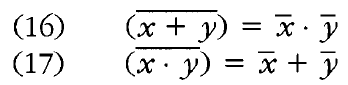 (16) (x̅ ̅+̅ ̅y̅) = x̅ · y̅
(17) (x̅ ̅·̅ ̅y̅) = x̅ + y̅